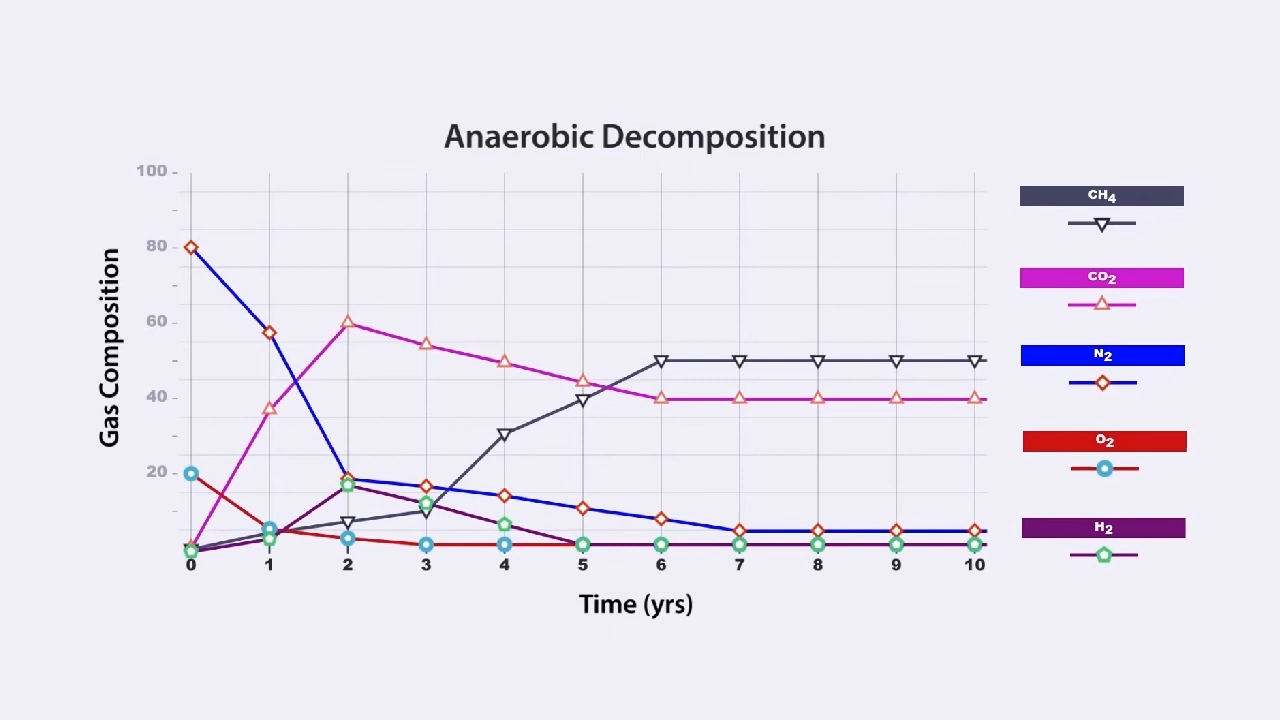 Anaerobic Decomposition
Gas Composition
100
80
60
40
20
0 1 2 3 4 5 6 7 8 9 10
Time (yrs)
CH4
CO2
N2
O2
H2